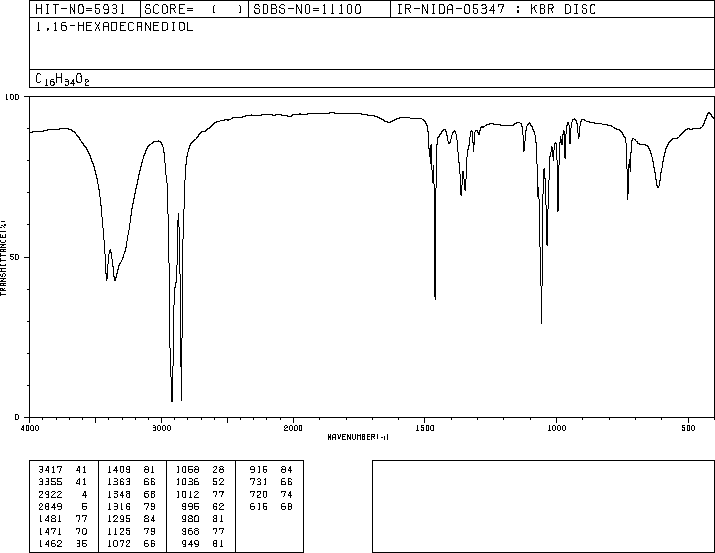 HIT-NO=5931 SCORE= ( ) SDBS-NO=11100 IR-NIDA-05347 : KBR DISC
1,16-HEXADECANEDIOL
C16H34O2
100
50
0
TRANSMITTANCE(%)
4000 3000 2000 1500 1000 500
WAVENUMBER(-1)
3417 41 1409 81 1058 28 916 84
3355 41 1363 66 1036 52 731 66
2922 4 1348 68 1012 77 720 74
2849 5 1316 79 995 62 616 68
1481 77 1295 84 980 81
1471 70 1125 79 968 77
1462 35 1072 66 949 81